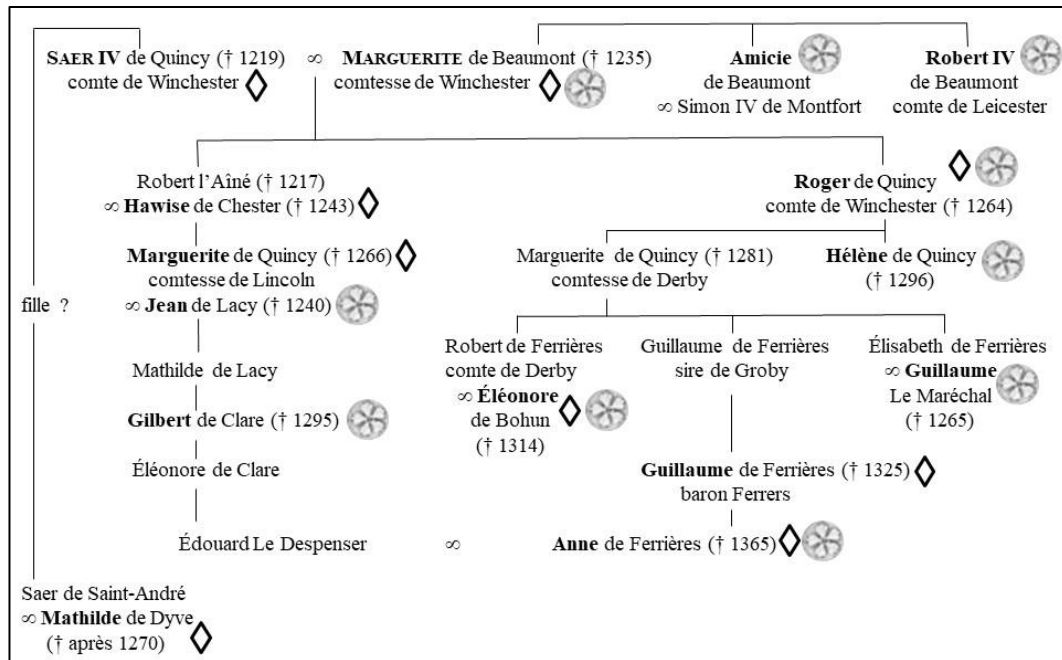 SAER IV de Quincy († 1219) ∞ MARGUERITE de Beaumont († 1235) Amicie Robert IV
comte de Winchester comtesse de Winchester de Beaumont de Beaumont
∞ Simon IV de Montfort comte de Leicester
Robert l’Aîné († 1217) Roger de Quincy
∞ Hawise de Chester († 1243) comte de Winchester († 1264)
Marguerite de Quincy († 1266) Marguerite de Quincy († 1281) Hélène de Quincy
comtesse de Lincoln comtesse de Derby († 1296)
fille ? ∞ Jean de Lacy († 1240)
Robert de Ferrières Guillaume de Ferrières Élisabeth de Ferrières
Mathilde de Lacy comte de Derby sire de Groby ∞ Guillaume
∞ Éléonore Le Maréchal
Gilbert de Clare († 1295) de Bohun († 1265)
(† 1314)
Éléonore de Clare Guillaume de Ferrières († 1325)
baron Ferrers
Édouard Le Despenser ∞ Anne de Ferrières († 1365)
Saer de Saint-André
∞ Mathilde de Dyve
(† après 1270)